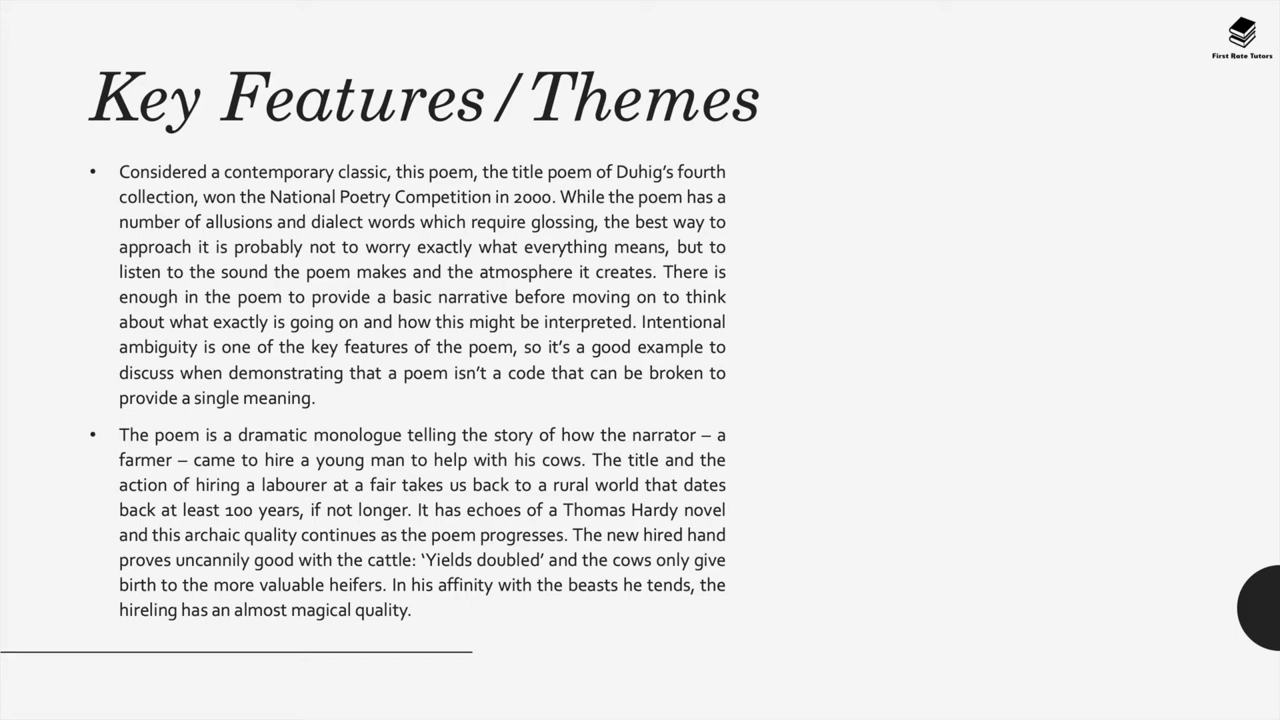 First Rate Tutors
Key Features/Themes
• Considered a contemporary classic, this poem, the title poem of Duhig’s fourth
collection, won the National Poetry Competition in 2000. While the poem has a
number of allusions and dialect words which require glossing, the best way to
approach it is probably not to worry exactly what everything means, but to
listen to the sound the poem makes and the atmosphere it creates. There is
enough in the poem to provide a basic narrative before moving on to think
about what exactly is going on and how this might be interpreted. Intentional
ambiguity is one of the key features of the poem, so it’s a good example to
discuss when demonstrating that a poem isn’t a code that can be broken to
provide a single meaning.
• The poem is a dramatic monologue telling the story of how the narrator – a
farmer – came to hire a young man to help with his cows. The title and the
action of hiring a labourer at a fair takes us back to a rural world that dates
back at least 100 years, if not longer. It has echoes of a Thomas Hardy novel
and this archaic quality continues as the poem progresses. The new hired hand
proves uncannily good with the cattle: ‘Yields doubled’ and the cows only give
birth to the more valuable heifers. In his affinity with the beasts he tends, the
hireling has an almost magical quality.